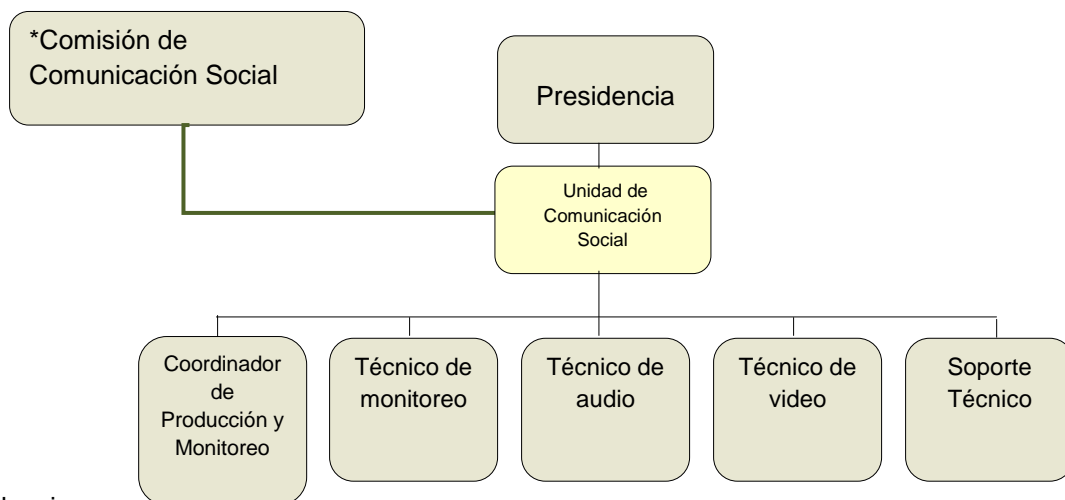 *Comisión de
Comunicación Social
Presidencia
Unidad de
Comunicación
Social
Coordinador
de
Producción y
Monitoreo
Técnico de
monitoreo
Técnico de
audio
Técnico de
video
Soporte
Técnico